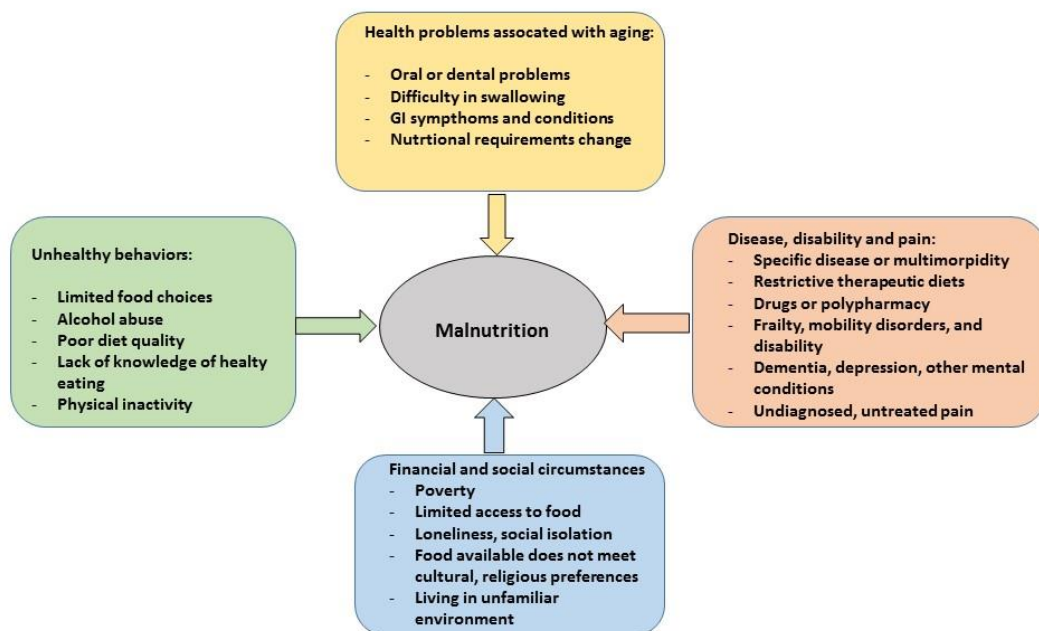 Health problems assocated with aging:
- Oral or dental problems
- Difficulty in swallowing
- GI sympthoms and conditions
- Nutrtional requirements change
Unhealthy behaviors:
- Limited food choices
- Alcohol abuse
- Poor diet quality
- Lack of knowledge of healty
eating
- Physical inactivity
Malnutrition
Disease, disability and pain:
- Specific disease or multimorpidity
- Restrictive therapeutic diets
- Drugs or polypharmacy
- Frailty, mobility disorders, and
disability
- Dementia, depression, other mental
conditions
- Undiagnosed, untreated pain
Financial and social circumstances
- Poverty
- Limited access to food
- Loneliness, social isolation
- Food available does not meet
cultural, religious preferences
- Living in unfamiliar
environment